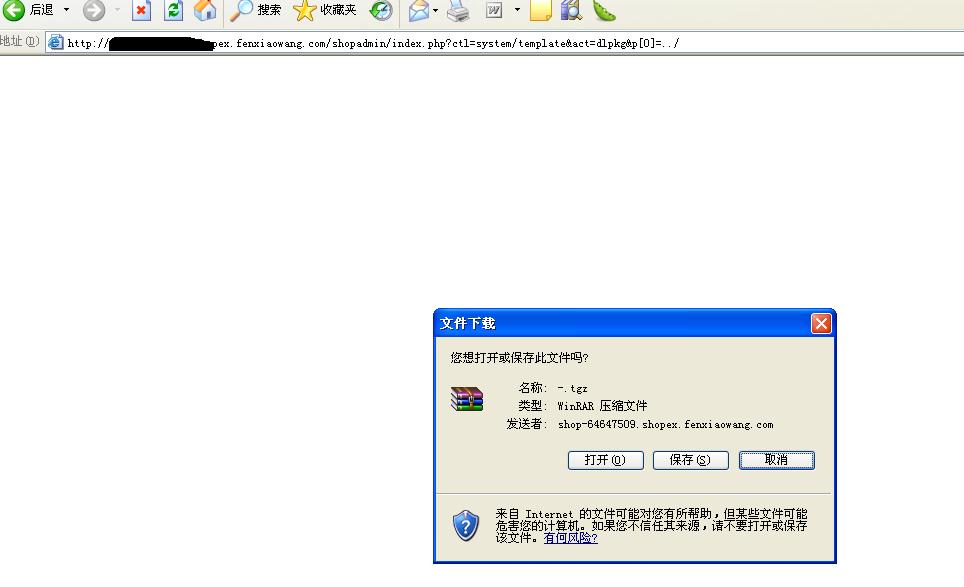 后退
搜索
收藏夹
地址(D)
http:// pex.fenxiaowang.com/shopadmin/index.php?ctl=system/template&act=dlpkg&p[0]=../
文件下载
您想打开或保存此文件吗?
名称: -.tgz
类型: WinRAR 压缩文件
发送者: shop-64647509.shopex.fenxiaowang.com
打开(O)
保存(S)
取消
来自 Internet 的文件可能对您有所帮助，但某些文件可能
危害您的计算机。如果您不信任其来源，请不要打开或保存
该文件。有何风险?